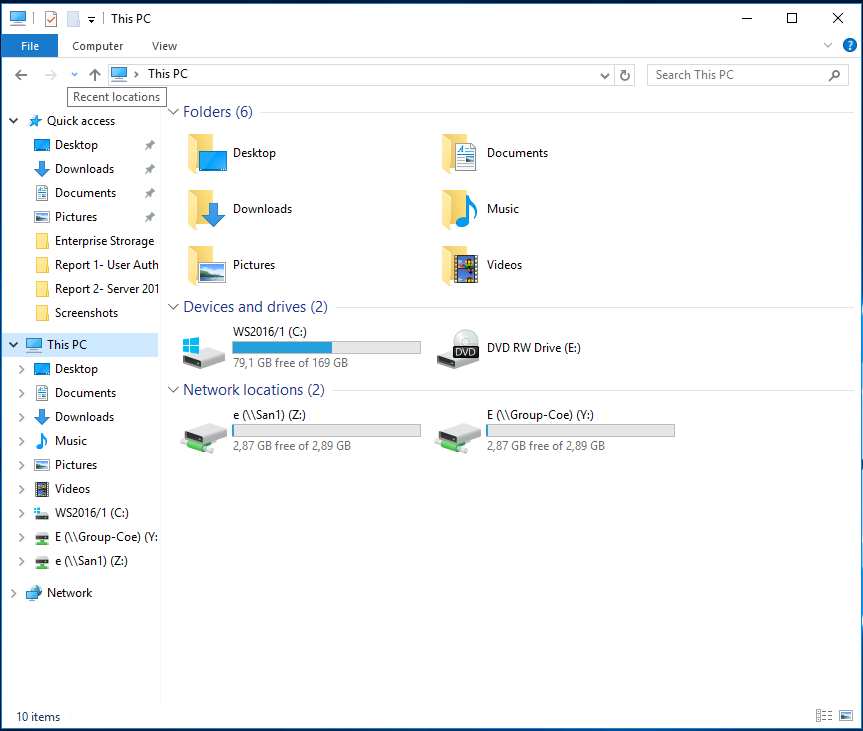 This PC
File
Computer
View
?
This PC
Search This PC
Recent locations
Quick access
Desktop
Downloads
Documents
Pictures
Enterprise Strorage
Report 1- User Auth
Report 2- Server 201
Screenshots
This PC
Desktop
Documents
Downloads
Music
Pictures
Videos
WS2016/1 (C:)
E (\\Group-Coe) (Y:
e (\\San1) (Z:)
Network
Folders (6)
Desktop
Documents
Downloads
Music
Pictures
Videos
Devices and drives (2)
WS2016/1 (C:)
79,1 GB free of 169 GB
DVD
DVD RW Drive (E:)
Network locations (2)
e (\\San1) (Z:)
2,87 GB free of 2,89 GB
E (\\Group-Coe) (Y:)
2,87 GB free of 2,89 GB
10 items